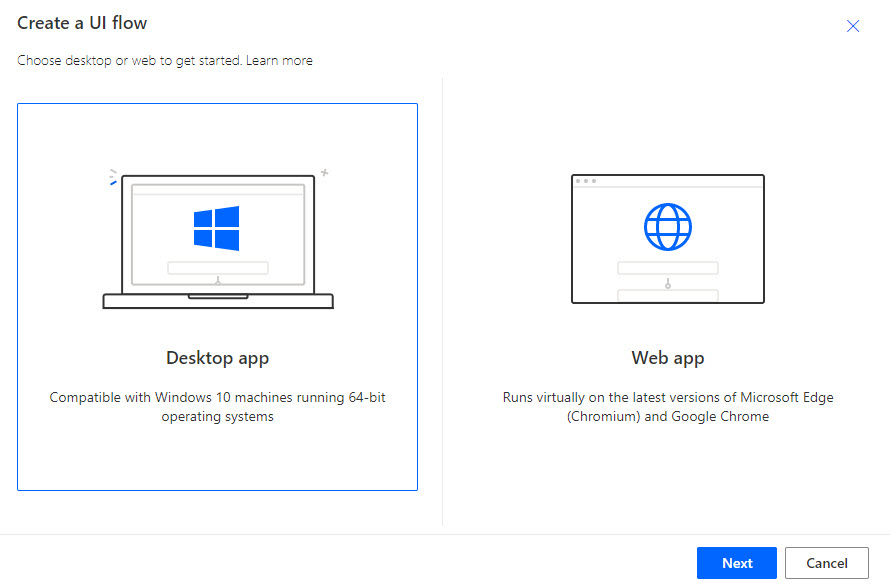 Create a UI flow
Choose desktop or web to get started. Learn more
Desktop app
Compatible with Windows 10 machines running 64-bit
operating systems
Web app
Runs virtually on the latest versions of Microsoft Edge
(Chromium) and Google Chrome
Next
Cancel